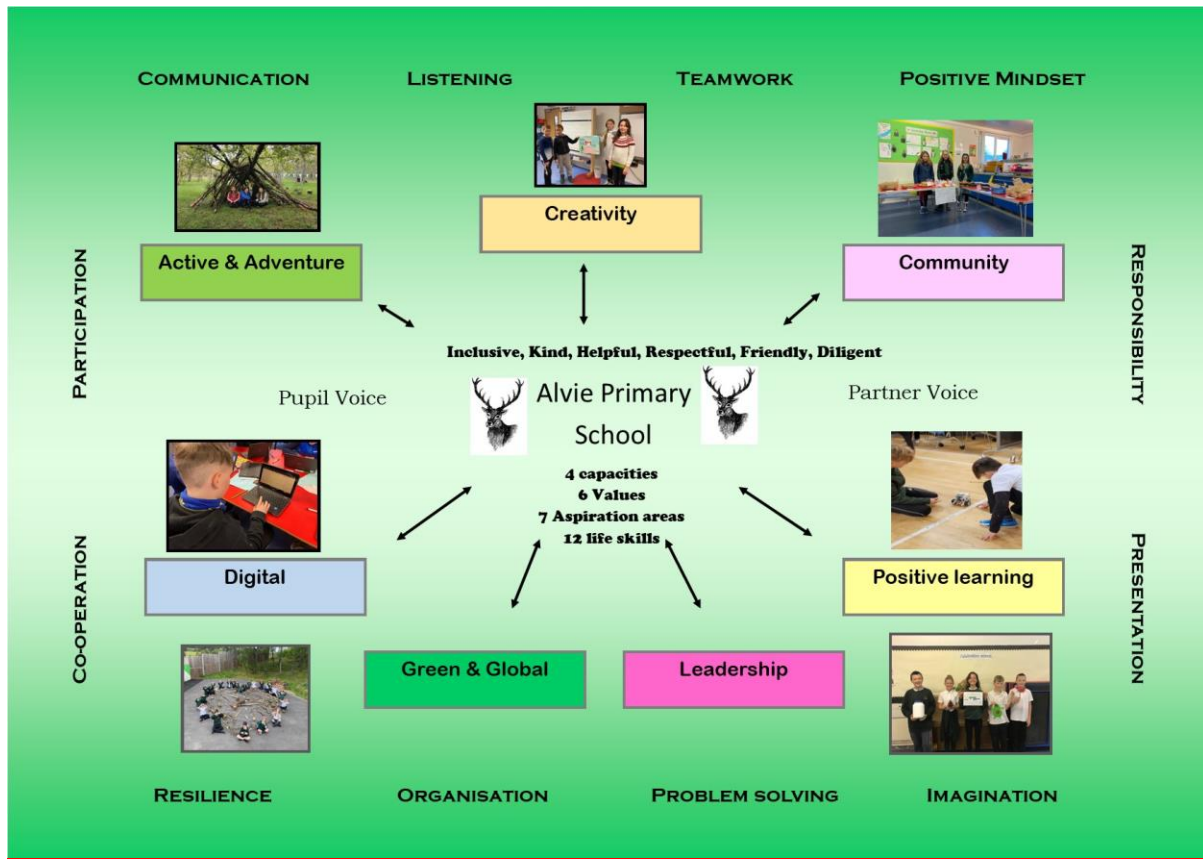 COMMUNICATION
LISTENING
TEAMWORK
POSITIVE MINDSET
Creativity
Active & Adventure
Community
PARTICIPATION
RESPONSIBILITY
Inclusive, Kind, Helpful, Respectful, Friendly, Diligent
Pupil Voice
Alvie Primary
School
Partner Voice
4 capacities
6 Values
7 Aspiration areas
12 life skills
Digital
Positive learning
CO-OPERATION
PRESENTATION
Green & Global
Leadership
RESILIENCE
ORGANISATION
PROBLEM SOLVING
IMAGINATION